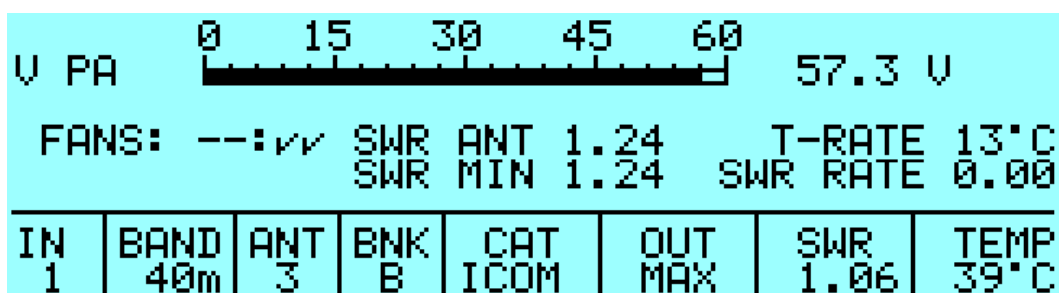 0 15 30 45 60
V PA 57.3 V
FANS: --:✓✓ SWR ANT 1.24 T-RATE 13°C
SWR MIN 1.24 SWR RATE 0.00
IN BAND ANT BNK CAT OUT SWR TEMP
1 40m 3 B ICOM MAX 1.06 39°C